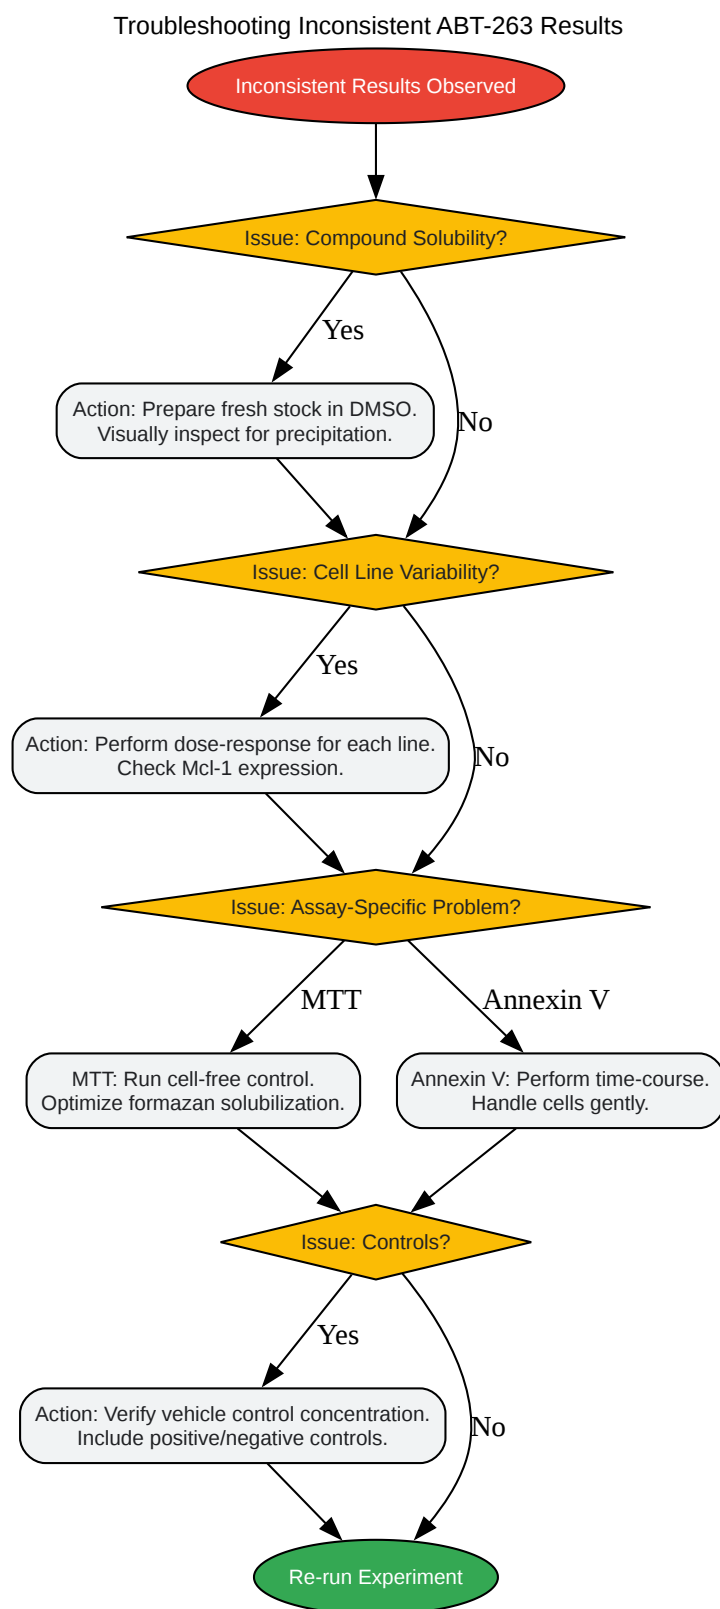 Troubleshooting Inconsistent ABT-263 Results
Inconsistent Results Observed
Issue: Compound Solubility?
Yes
Action: Prepare fresh stock in DMSO.
Visually inspect for precipitation.
No
Issue: Cell Line Variability?
Yes
Action: Perform dose-response for each line.
Check Mcl-1 expression.
No
Issue: Assay-Specific Problem?
MTT
Annexin V
MTT: Run cell-free control.
Optimize formazan solubilization.
Annexin V: Perform time-course.
Handle cells gently.
Issue: Controls?
Yes
Action: Verify vehicle control concentration.
Include positive/negative controls.
No
Re-run Experiment